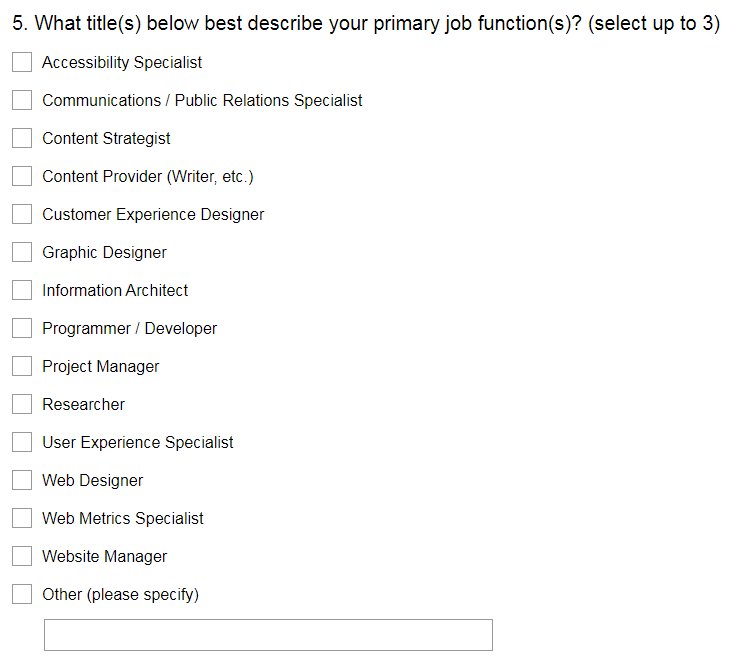 5. What title(s) below best describe your primary job function(s)? (select up to 3)
Accessibility Specialist
Communications / Public Relations Specialist
Content Strategist
Content Provider (Writer, etc.)
Customer Experience Designer
Graphic Designer
Information Architect
Programmer / Developer
Project Manager
Researcher
User Experience Specialist
Web Designer
Web Metrics Specialist
Website Manager
Other (please specify)